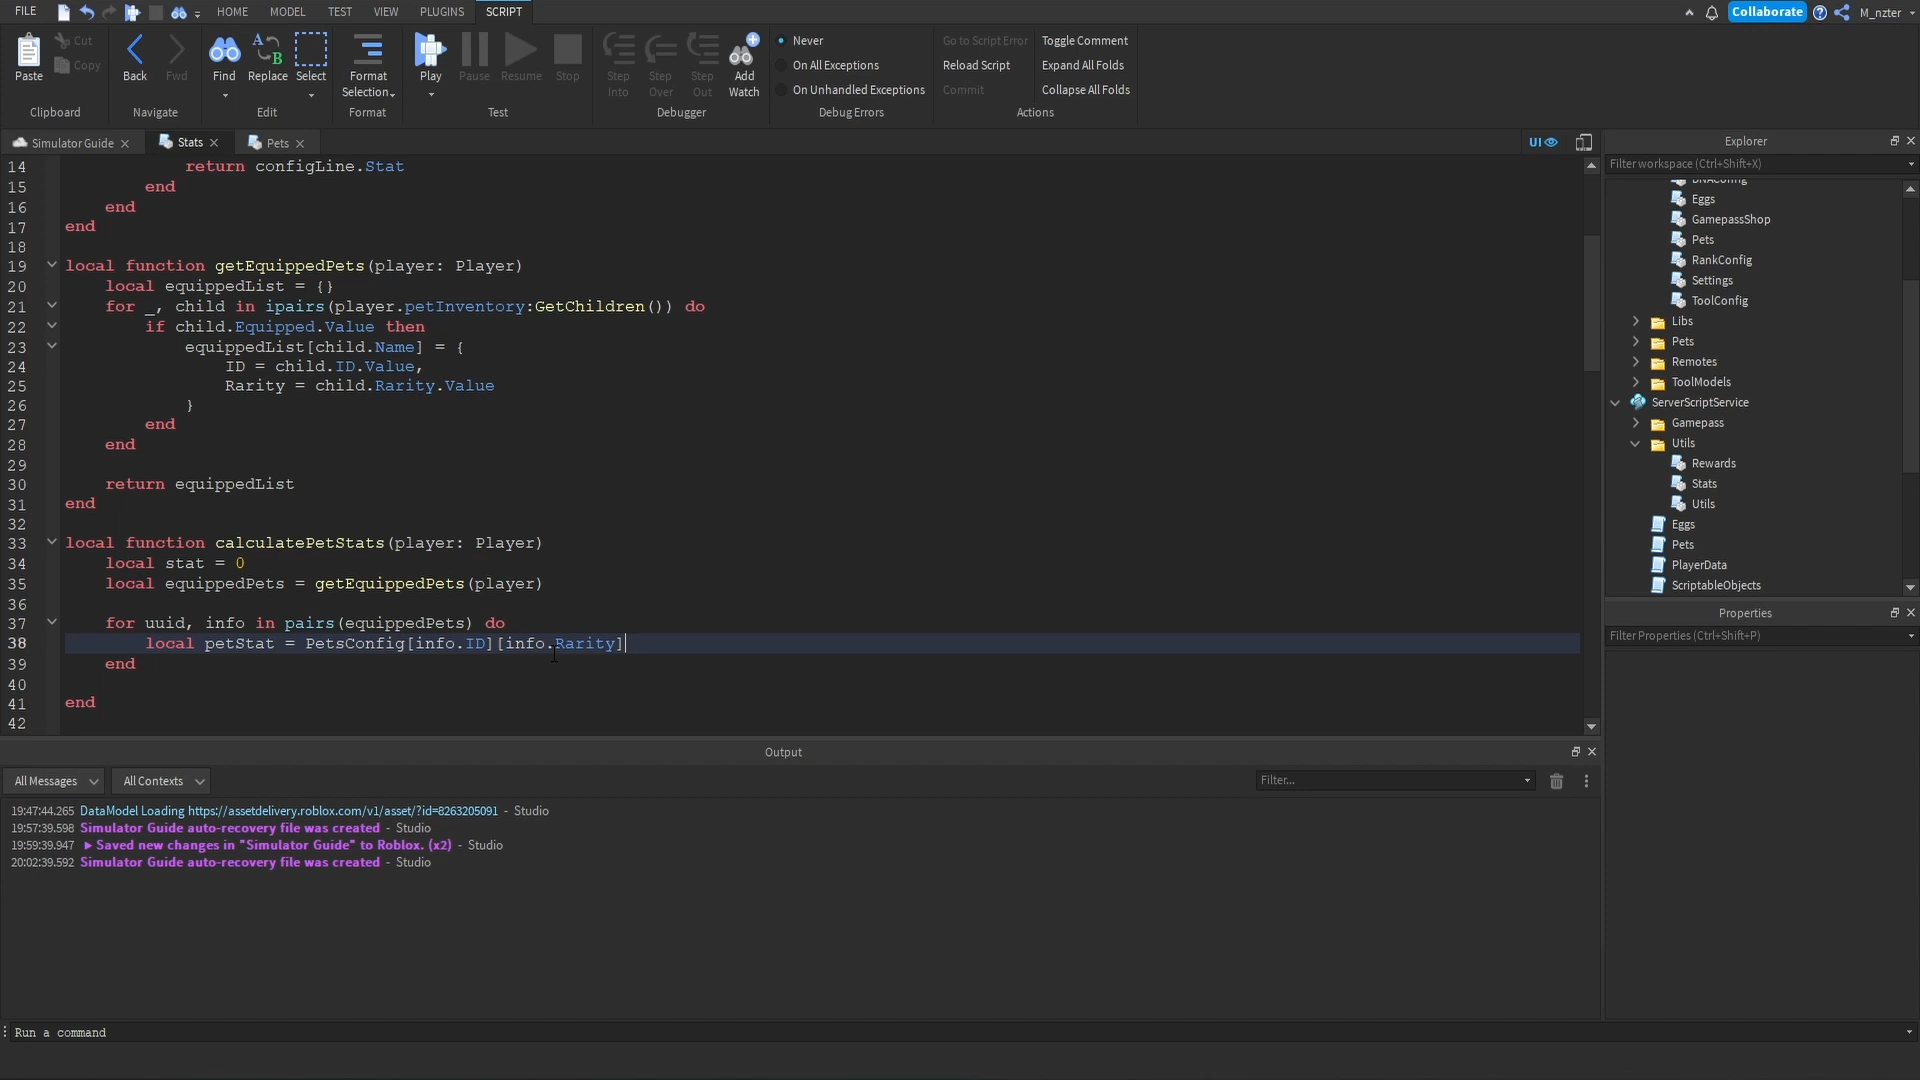 FILE
HOME
MODEL
TEST
VIEW
PLUGINS
SCRIPT
Collaborate
M_nzter
Paste
Cut
Copy
Clipboard
Back
Fwd
Navigate
Find
Replace
Select
Edit
Format
Selection
Format
Play
Pause
Resume
Stop
Test
Step
Into
Step
Over
Step
Out
Add
Watch
Debugger
Never
On All Exceptions
On Unhandled Exceptions
Debug Errors
Go to Script Error
Reload Script
Commit
Toggle Comment
Expand All Folds
Collapse All Folds
Actions
Simulator Guide
Stats
Pets
UI
14 return configLine.Stat
15 end
16 end
17 end
18
19 local function getEquippedPets(player: Player)
20 local equippedList = {}
21 for _, child in ipairs(player.petInventory:GetChildren()) do
22 if child.Equipped.Value then
23 equippedList[child.Name] = {
24 ID = child.ID.Value,
25 Rarity = child.Rarity.Value
26 }
27 end
28 end
29
30 return equippedList
31 end
32
33 local function calculatePetStats(player: Player)
34 local stat = 0
35 local equippedPets = getEquippedPets(player)
36
37 for uuid, info in pairs(equippedPets) do
38 local petStat = PetsConfig[info.ID][info.Rarity]
39 end
40
41 end
42
Explorer
Filter workspace (Ctrl+Shift+X)
DNAConfig
Eggs
GamepassShop
Pets
RankConfig
Settings
ToolConfig
Libs
Pets
Remotes
ToolModels
ServerScriptService
Gamepass
Utils
Rewards
Stats
Utils
Eggs
Pets
PlayerData
ScriptableObjects
Properties
Filter Properties (Ctrl+Shift+P)
Output
All Messages
All Contexts
Filter...
19:47:44.265 DataModel Loading https://assetdelivery.roblox.com/v1/asset/?id=8263205091 - Studio
19:57:39.598 Simulator Guide auto-recovery file was created - Studio
19:59:39.947 Saved new changes in "Simulator Guide" to Roblox. (x2) - Studio
20:02:39.592 Simulator Guide auto-recovery file was created - Studio
Run a command